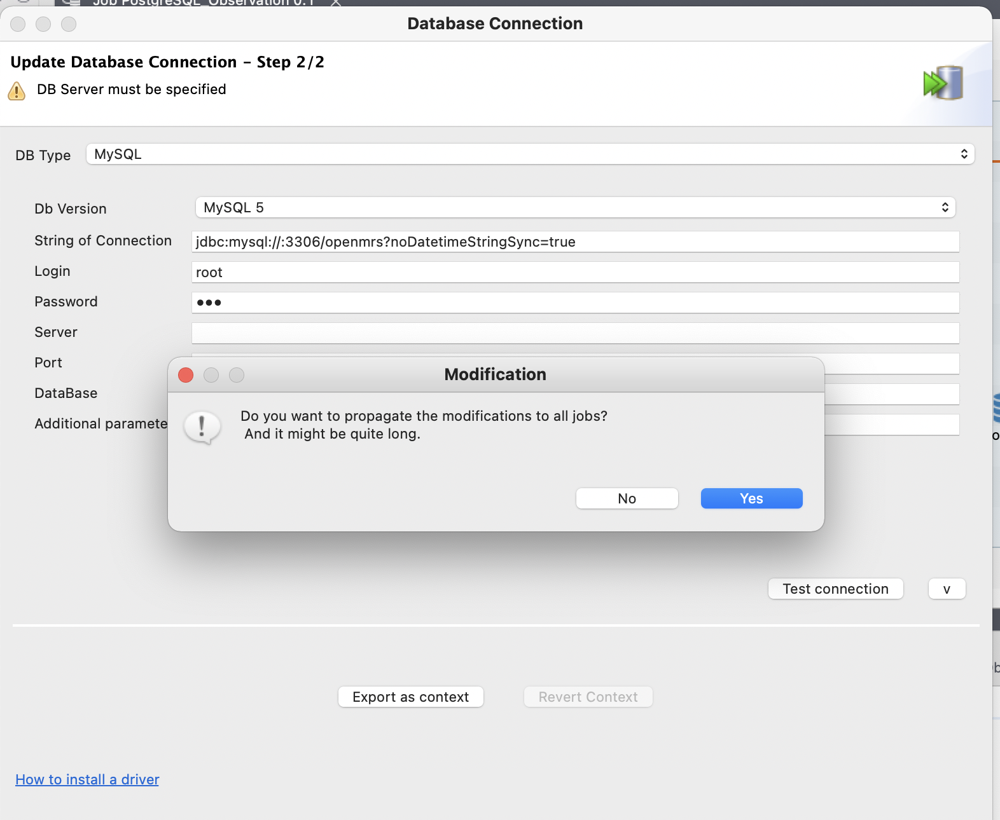 Job PostgreSQL_Observation 0.1
Database Connection
Update Database Connection – Step 2/2
DB Server must be specified
DB Type MySQL
Db Version MySQL 5
String of Connection jdbc:mysql://:3306/openmrs?noDatetimeStringSync=true
Login root
Password •••
Server
Port
DataBase
Additional paramete
Modification
Do you want to propagate the modifications to all jobs?
And it might be quite long.
No Yes
Test connection v
Export as context Revert Context
How to install a driver